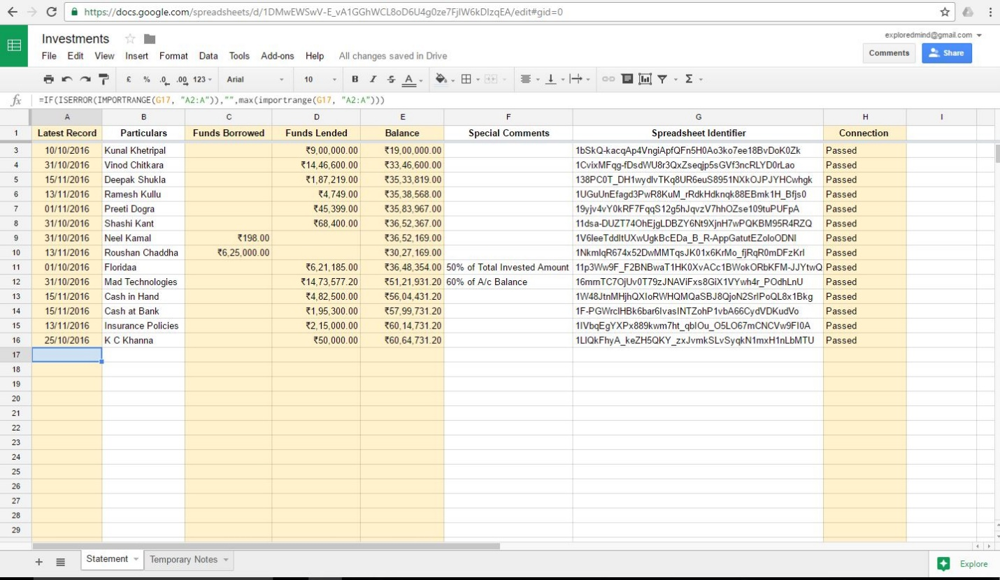 https://docs.google.com/spreadsheets/d/1DMwEWSwV-E_vA1GGhWCL8oD6U4g0ze7FjIW6kDIzqEA/edit#gid=0
Investments
exploredmind@gmail.com
File Edit View Insert Format Data Tools Add-ons Help All changes saved in Drive
Comments Share
£ % .0 .00 123 Arial 10 B I S A Σ
fx =IF(ISERROR(IMPORTRANGE(G17, "A2:A")),"",max(importrange(G17, "A2:A")))
A B C D E F G H I
1 Latest Record Particulars Funds Borrowed Funds Lended Balance Special Comments Spreadsheet Identifier Connection
3 10/10/2016 Kunal Khetripal ₹9,00,000.00 ₹19,00,000.00 1bSkQ-kacqAp4VngiApfQFn5H0Ao3ko7ee18BvDoK0Zk Passed
4 31/10/2016 Vinod Chitkara ₹14,46,600.00 ₹33,46,600.00 1CvixMFqg-fDsdWU8r3QxZseqjp5sGVf3ncRLYD0rLao Passed
5 15/11/2016 Deepak Shukla ₹1,87,219.00 ₹35,33,819.00 138PC0T_DH1wydIvTKq8UR6euS8951NXkOJPJYHCwhgk Passed
6 13/11/2016 Ramesh Kullu ₹4,749.00 ₹35,38,568.00 1UGuUnEfagd3PwR8KuM_rRdkHdknqk88EBmk1H_Bfjs0 Passed
7 01/11/2016 Preeti Dogra ₹45,399.00 ₹35,83,967.00 19yjv4vY0kRF7FqqS12g5hJqvzV7hhOZse109tuPUFpA Passed
8 31/10/2016 Shashi Kant ₹68,400.00 ₹36,52,367.00 11dsa-DUZT74OhEjgLDBZY6Nt9XjnH7wPQKBM95R4RZQ Passed
9 31/10/2016 Neel Kamal ₹198.00 ₹36,52,169.00 1V6leeTddItUXwUgkBcEDa_B_R-AppGatutEZoloODNI Passed
10 13/11/2016 Roushan Chaddha ₹6,25,000.00 ₹30,27,169.00 1NkmlqR674x52DwMMTqsJK01x6KrMo_fjRqR0mDFzKrI Passed
11 01/10/2016 Floridaa ₹6,21,185.00 ₹36,48,354.00 50% of Total Invested Amount 11p3Ww9F_F2BNBwaT1HK0XvACc1BWokORbKFM-JJYtwQ Passed
12 31/10/2016 Mad Technologies ₹14,73,577.20 ₹51,21,931.20 60% of A/c Balance 16mmTC7OjUv0T79zJNAViFxs8GiX1VYwh4r_POdhLnU Passed
13 15/11/2016 Cash in Hand ₹4,82,500.00 ₹56,04,431.20 1W48JtnMHjhQXIoRWHQMQaSBJ8QjoN2SrlPoQL8x1Bkg Passed
14 15/11/2016 Cash at Bank ₹1,95,300.00 ₹57,99,731.20 1F-PGWrclHBk6bar6IvasINTZohP1vbA66CydVDKudVo Passed
15 13/11/2016 Insurance Policies ₹2,15,000.00 ₹60,14,731.20 1IVbqEgYXPx889kwm7ht_qbIOu_O5LO67mCNCVw9FI0A Passed
16 25/10/2016 K C Khanna ₹50,000.00 ₹60,64,731.20 1LIQkFhyA_keZH5QKY_zxJvmkSLvSyqkN1mxH1nLbMTU Passed
17
18
19
20
21
22
23
24
25
26
27
28
29
Statement Temporary Notes
Explore